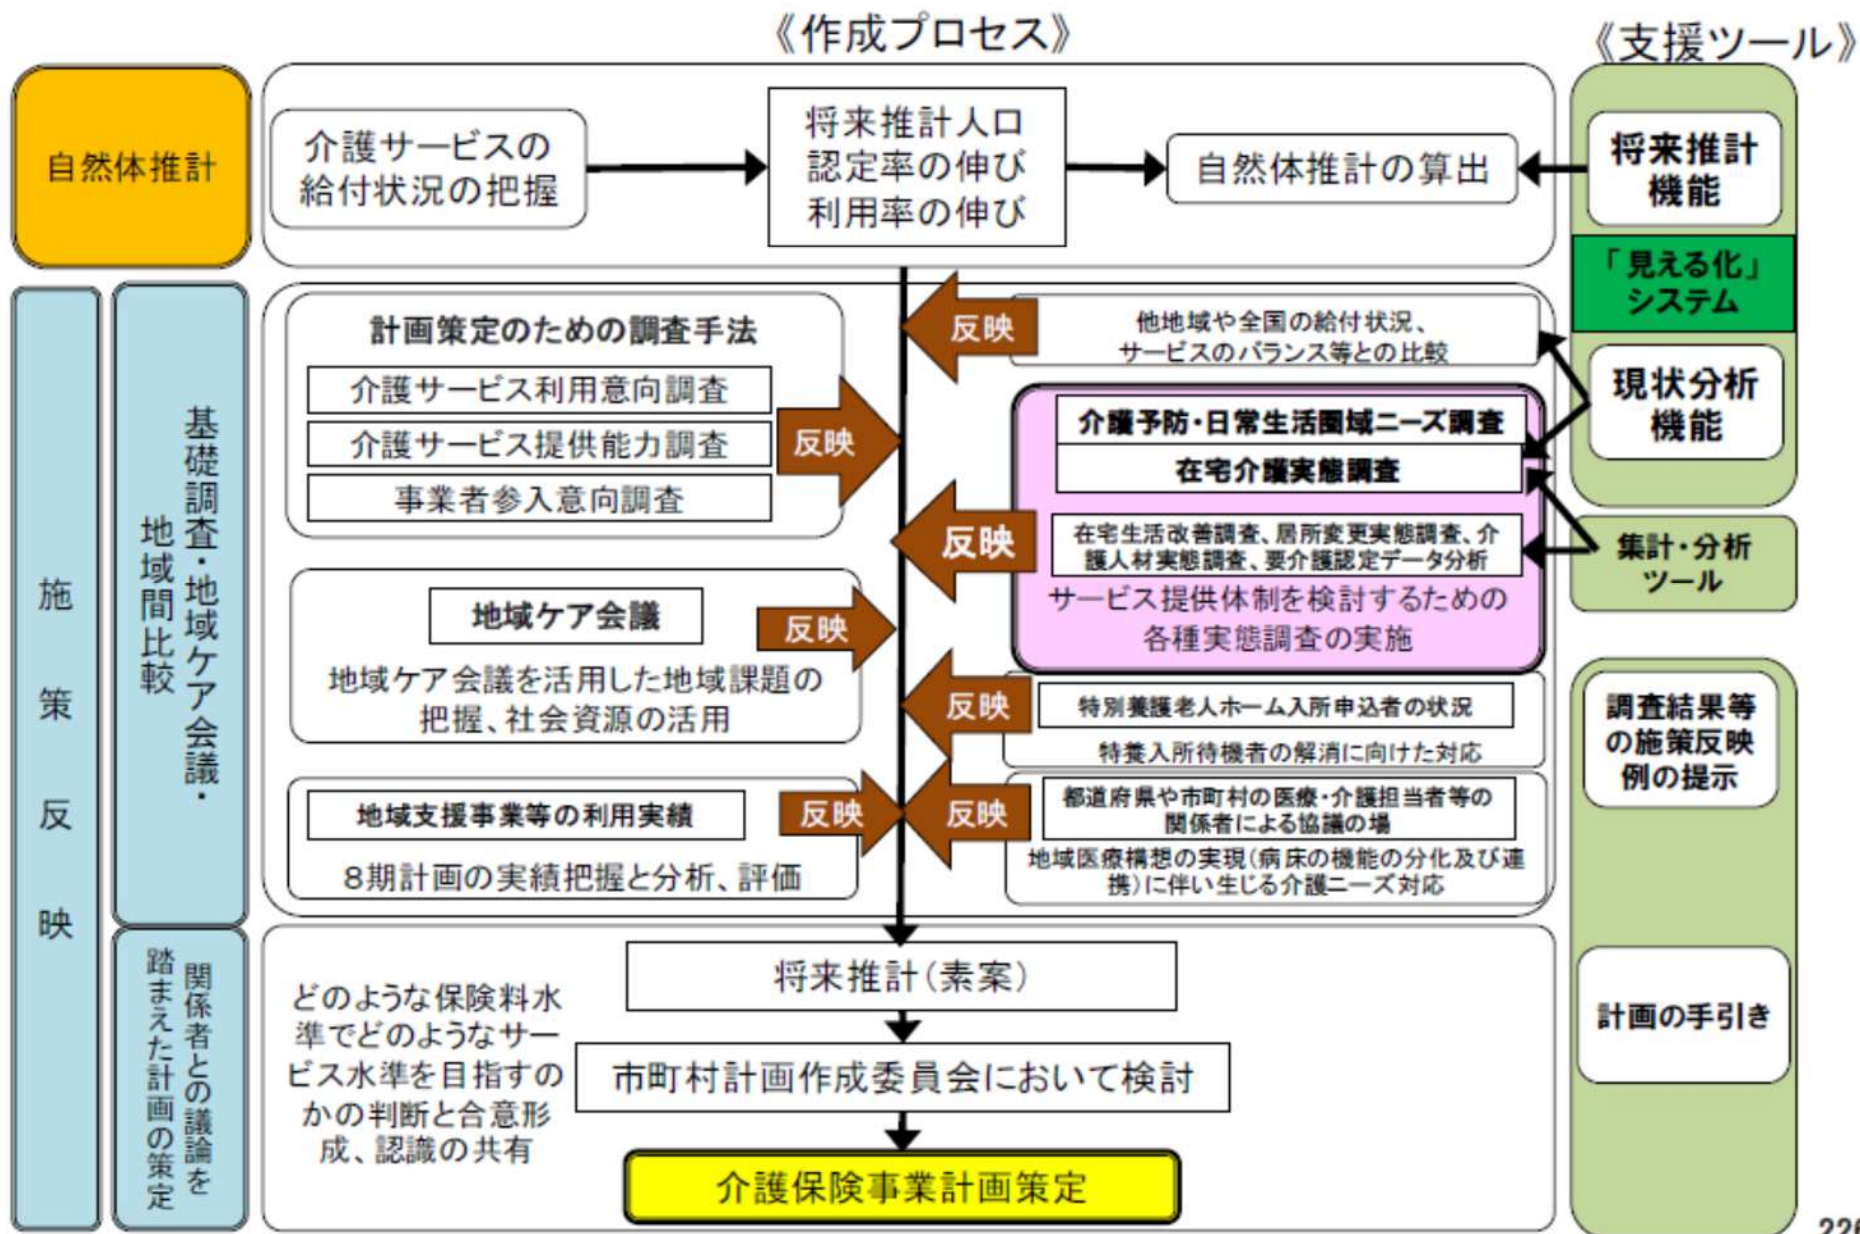 《作成プロセス》
《支援ツール》
自然体推計
介護サービスの
給付状況の把握
将来推計人口
認定率の伸び
利用率の伸び
自然体推計の算出
将来推計
機能
「見える化」
システム
現状分析
機能
集計・分析
ツール
調査結果等
の施策反映
例の提示
計画の手引き
施策反映
基礎調査・地域ケア会議・
地域間比較
計画策定のための調査手法
介護サービス利用意向調査
介護サービス提供能力調査
事業者参入意向調査
反映
反映
他地域や全国の給付状況、
サービスのバランス等との比較
介護予防・日常生活圏域ニーズ調査
在宅介護実態調査
反映
在宅生活改善調査、居所変更実態調査、介
護人材実態調査、要介護認定データ分析
サービス提供体制を検討するための
各種実態調査の実施
地域ケア会議
反映
地域ケア会議を活用した地域課題の
把握、社会資源の活用
反映
特別養護老人ホーム入所申込者の状況
特養入所待機者の解消に向けた対応
地域支援事業等の利用実績
反映
8期計画の実績把握と分析、評価
反映
都道府県や市町村の医療・介護担当者等の
関係者による協議の場
地域医療構想の実現(病床の機能の分化及び連
携)に伴い生じる介護ニーズ対応
関係者との議論を
踏まえた計画の策定
どのような保険料水
準でどのようなサー
ビス水準を目指すの
かの判断と合意形
成、認識の共有
将来推計(素案)
市町村計画作成委員会において検討
介護保険事業計画策定
226